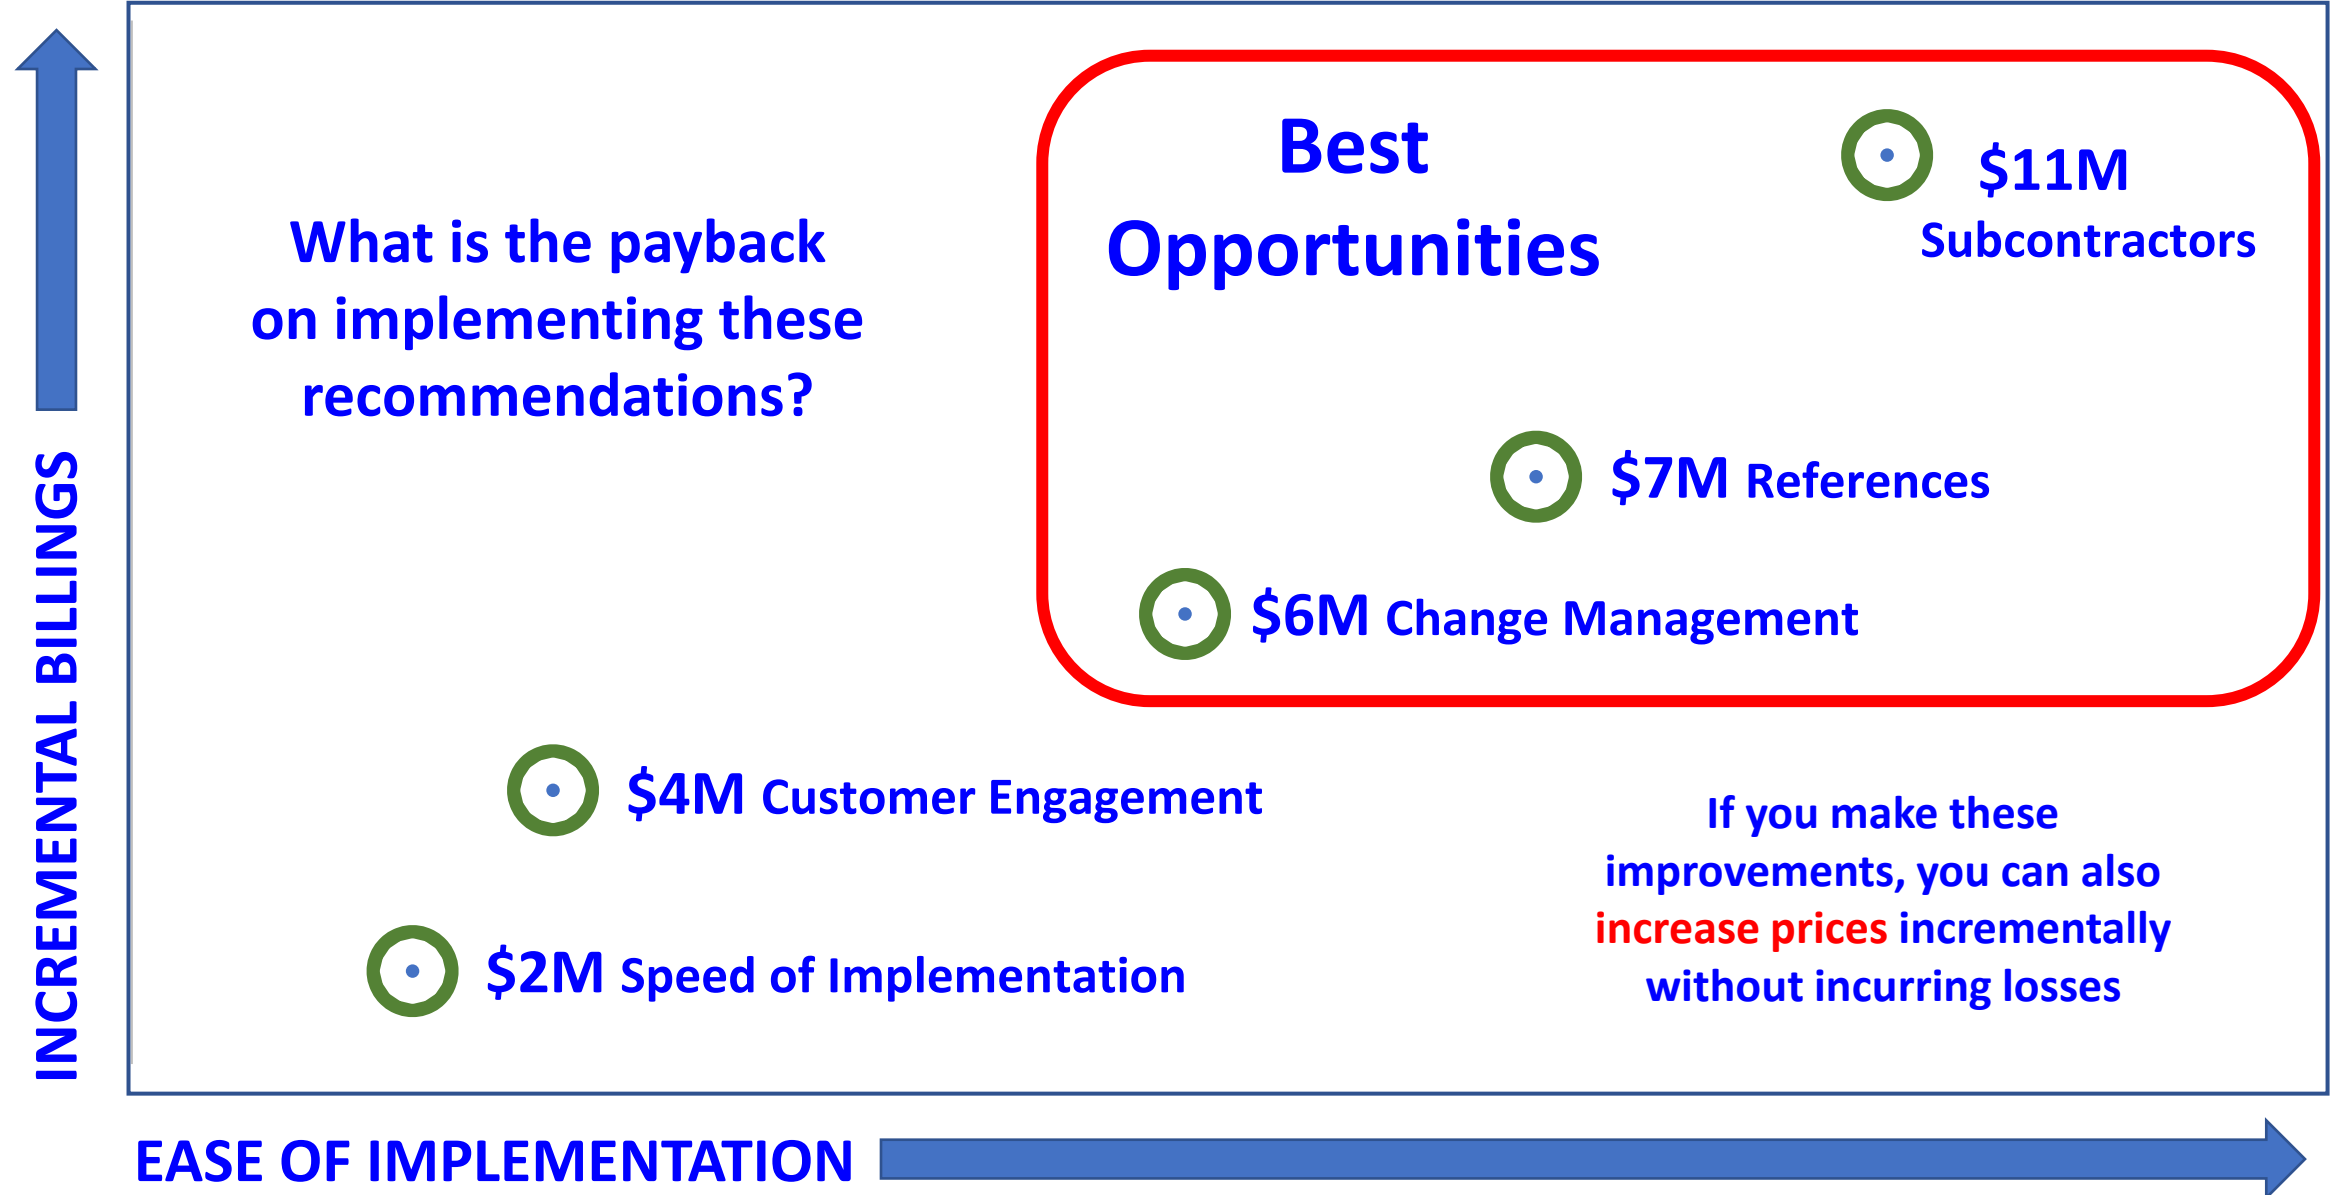 What is the payback
on implementing these
recommendations?
Best
Opportunities
$11M
Subcontractors
$7M References
$6M Change Management
$4M Customer Engagement
$2M Speed of Implementation
If you make these
improvements, you can also
increase prices incrementally
without incurring losses
INCREMENTAL BILLINGS
EASE OF IMPLEMENTATION